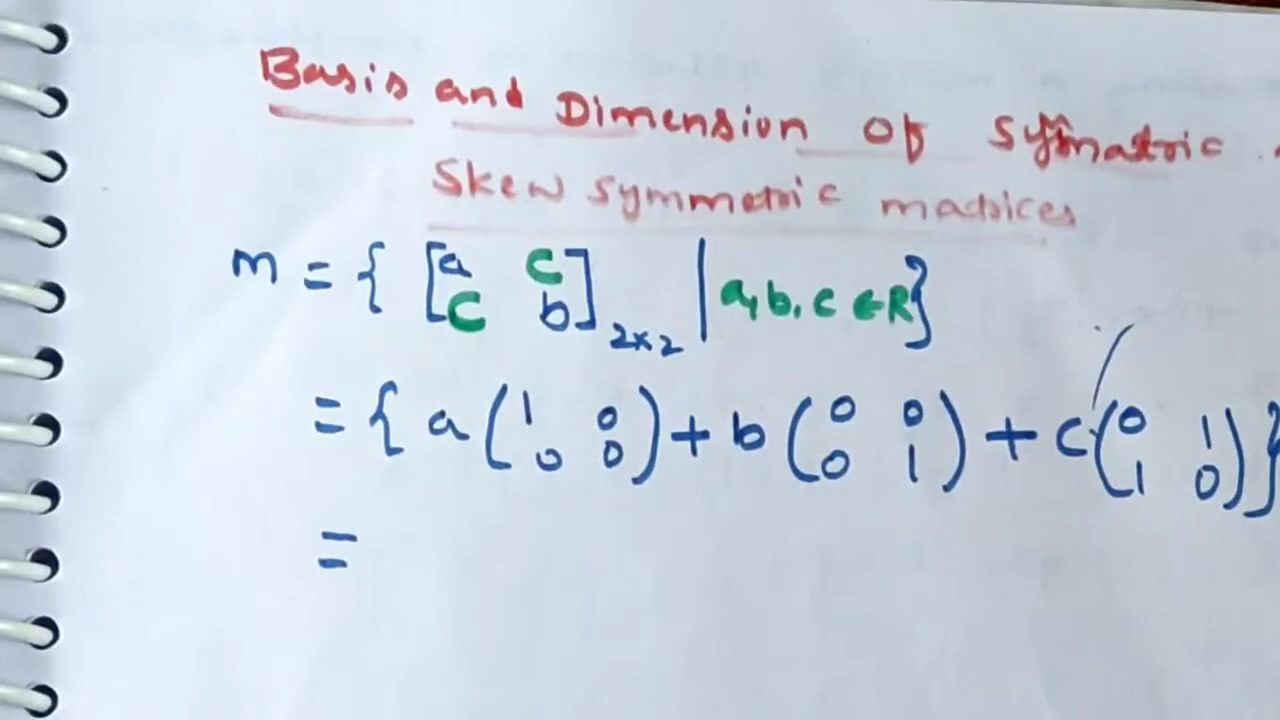 Basis and Dimension of Symmatric
Skew symmetric matrices
m = { [a c
c b]2x2 | a, b, c ∈ R}
= { a (1 0
0 0) + b (0 0
0 1) + c (0 1
1 0)}
=